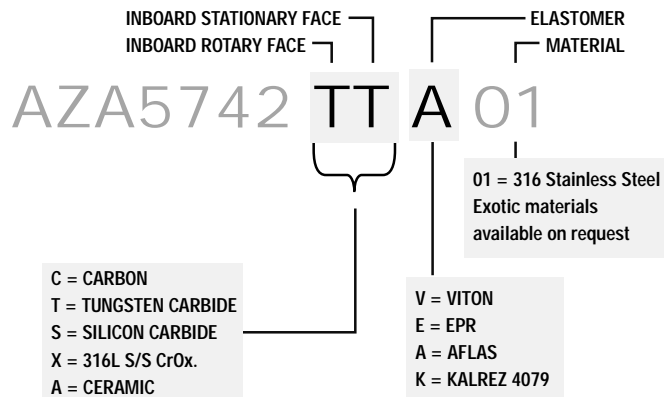 INBOARD STATIONARY FACE
INBOARD ROTARY FACE
ELASTOMER
MATERIAL
AZA5742 TT A 01
01 = 316 Stainless Steel
Exotic materials
available on request
C = CARBON
T = TUNGSTEN CARBIDE
S = SILICON CARBIDE
X = 316L S/S CrOx.
A = CERAMIC
V = VITON
E = EPR
A = AFLAS
K = KALREZ 4079